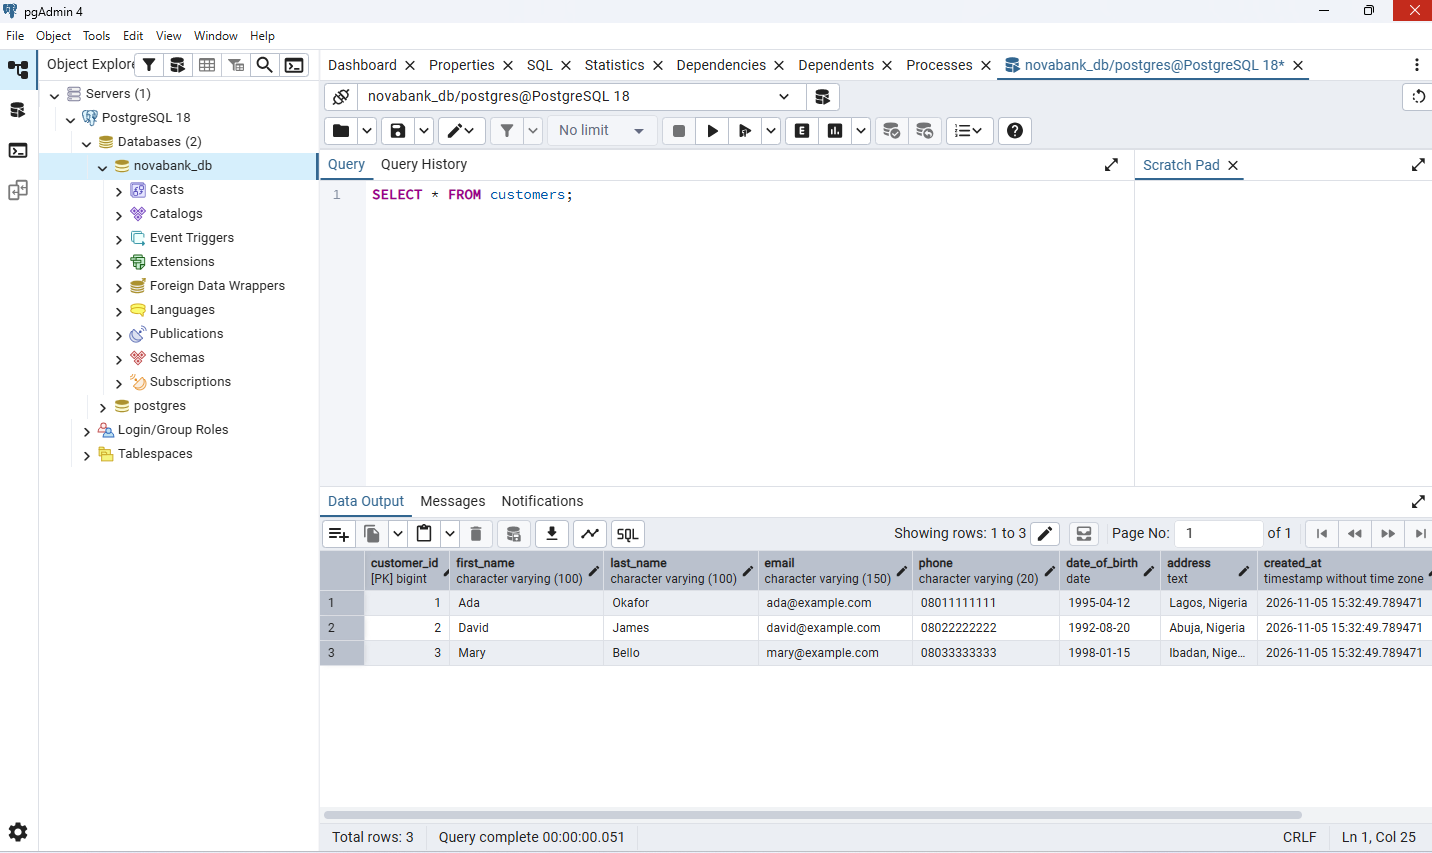 pgAdmin 4
File Object Tools Edit View Window Help
Object Explore
Dashboard Properties SQL Statistics Dependencies Dependents Processes novabank_db/postgres@PostgreSQL 18*
Servers (1)
PostgreSQL 18
Databases (2)
novabank_db
Casts
Catalogs
Event Triggers
Extensions
Foreign Data Wrappers
Languages
Publications
Schemas
Subscriptions
postgres
Login/Group Roles
Tablespaces
novabank_db/postgres@PostgreSQL 18
No limit
E
Query Query History
Scratch Pad
1 SELECT * FROM customers;
Data Output Messages Notifications
SQL
Showing rows: 1 to 3
Page No: 1 of 1
customer_id first_name last_name email phone date_of_birth address created_at
[PK] bigint character varying (100) character varying (100) character varying (150) character varying (20) date text timestamp without time zone
1 1 Ada Okafor ada@example.com 08011111111 1995-04-12 Lagos, Nigeria 2026-11-05 15:32:49.789471
2 2 David James david@example.com 08022222222 1992-08-20 Abuja, Nigeria 2026-11-05 15:32:49.789471
3 3 Mary Bello mary@example.com 08033333333 1998-01-15 Ibadan, Nige... 2026-11-05 15:32:49.789471
Total rows: 3 Query complete 00:00:00.051 CRLF Ln 1, Col 25